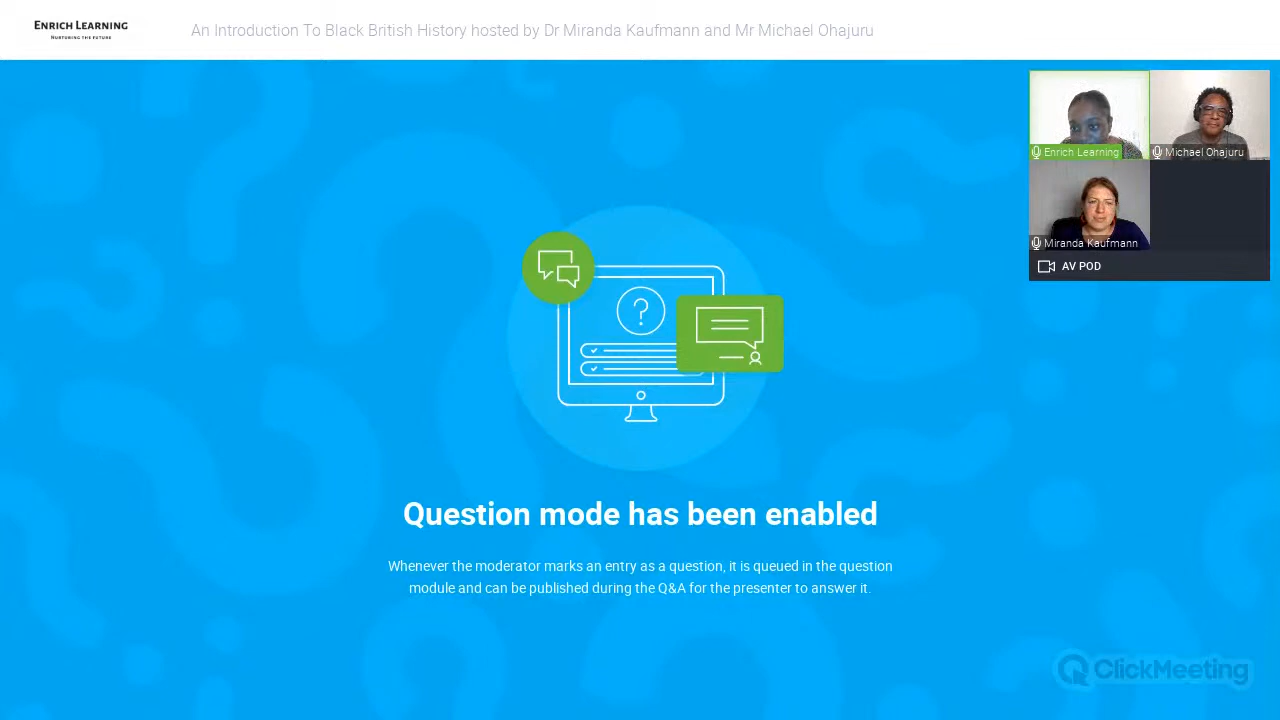 ENRICH LEARNING
NURTURING THE FUTURE
An Introduction To Black British History hosted by Dr Miranda Kaufmann and Mr Michael Ohajuru
Enrich Learning
Michael Ohajuru
Miranda Kaufmann
AV POD
?
Question mode has been enabled
Whenever the moderator marks an entry as a question, it is queued in the question
module and can be published during the Q&A for the presenter to answer it.
ClickMeeting